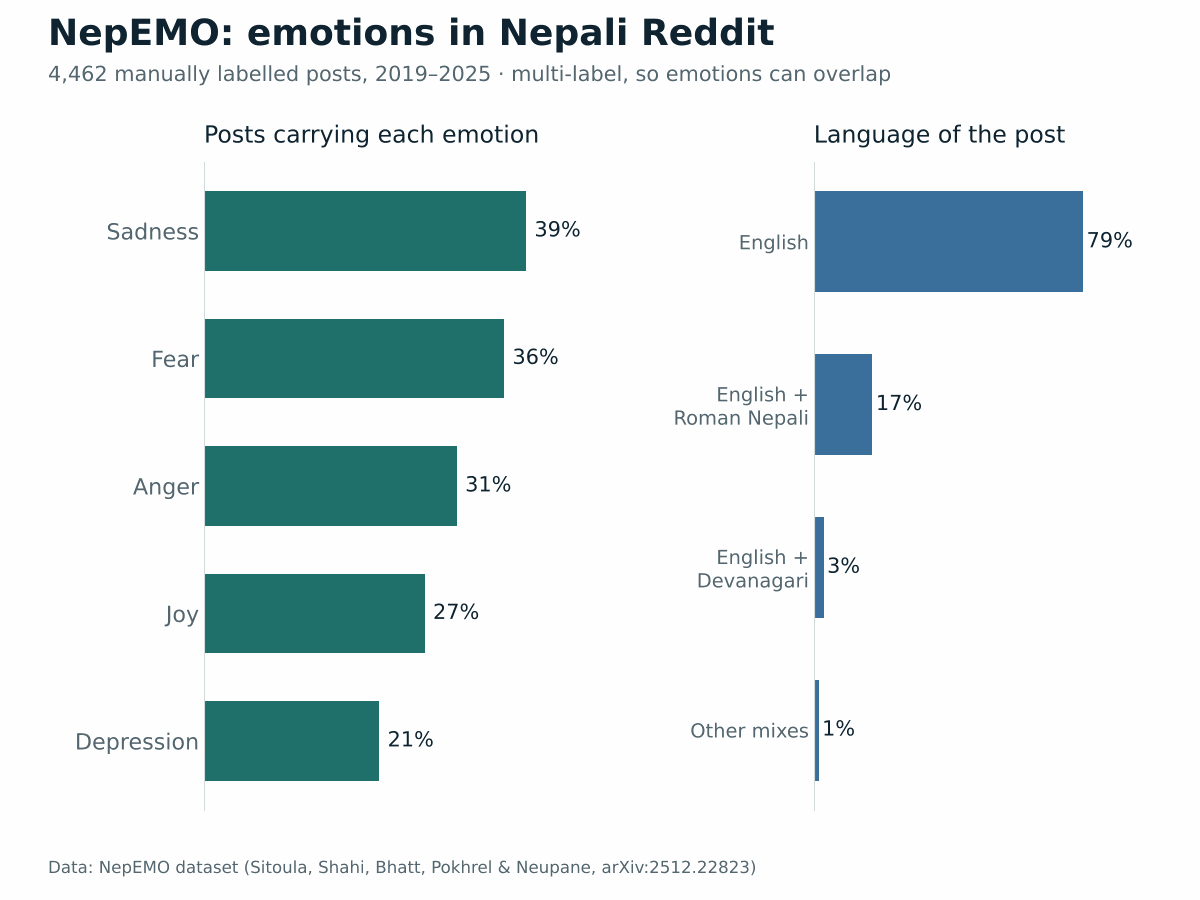 NepEMO: emotions in Nepali Reddit
4,462 manually labelled posts, 2019–2025 · multi-label, so emotions can overlap
Posts carrying each emotion
Sadness 39%
Fear 36%
Anger 31%
Joy 27%
Depression 21%
Language of the post
English 79%
English +
Roman Nepali 17%
English +
Devanagari 3%
Other mixes 1%
Data: NepEMO dataset (Sitoula, Shahi, Bhatt, Pokhrel & Neupane, arXiv:2512.22823)